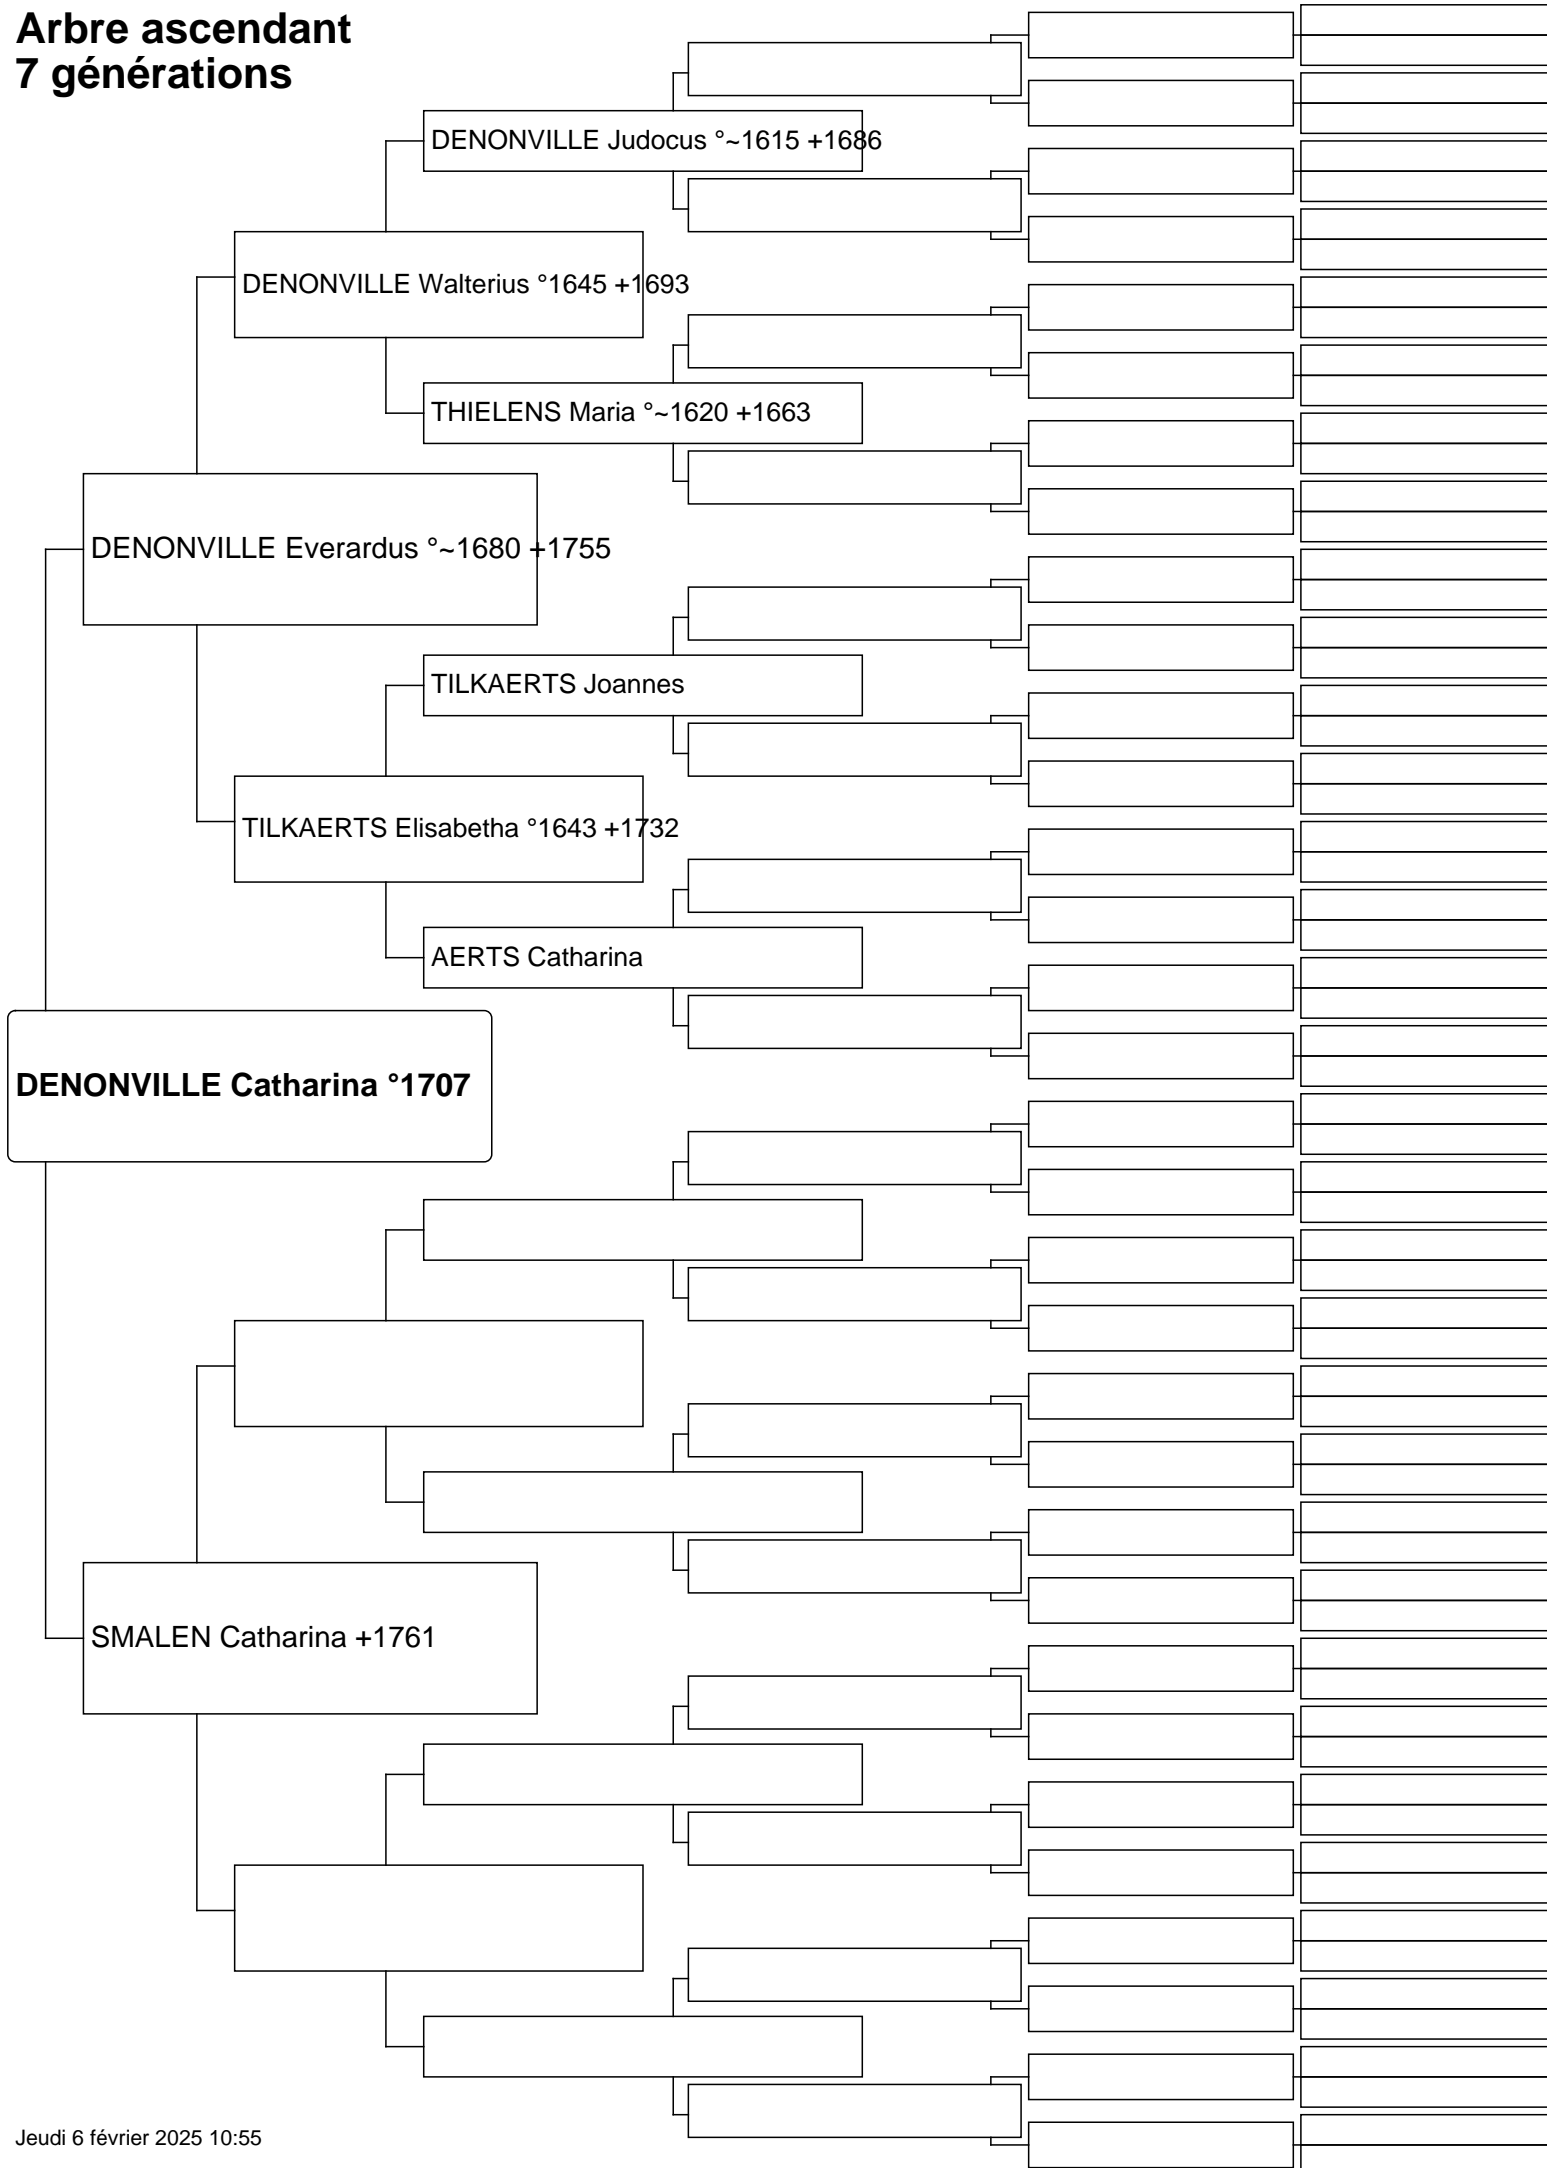 Arbre ascendant
7 générations
DENONVILLE Judocus °~1615 +1686
DENONVILLE Walterius °1645 +1693
THIELENS Maria °~1620 +1663
DENONVILLE Everardus °~1680 +1755
TILKAERTS Joannes
TILKAERTS Elisabetha °1643 +1732
AERTS Catharina
DENONVILLE Catharina °1707
SMALEN Catharina +1761
Jeudi 6 février 2025 10:55